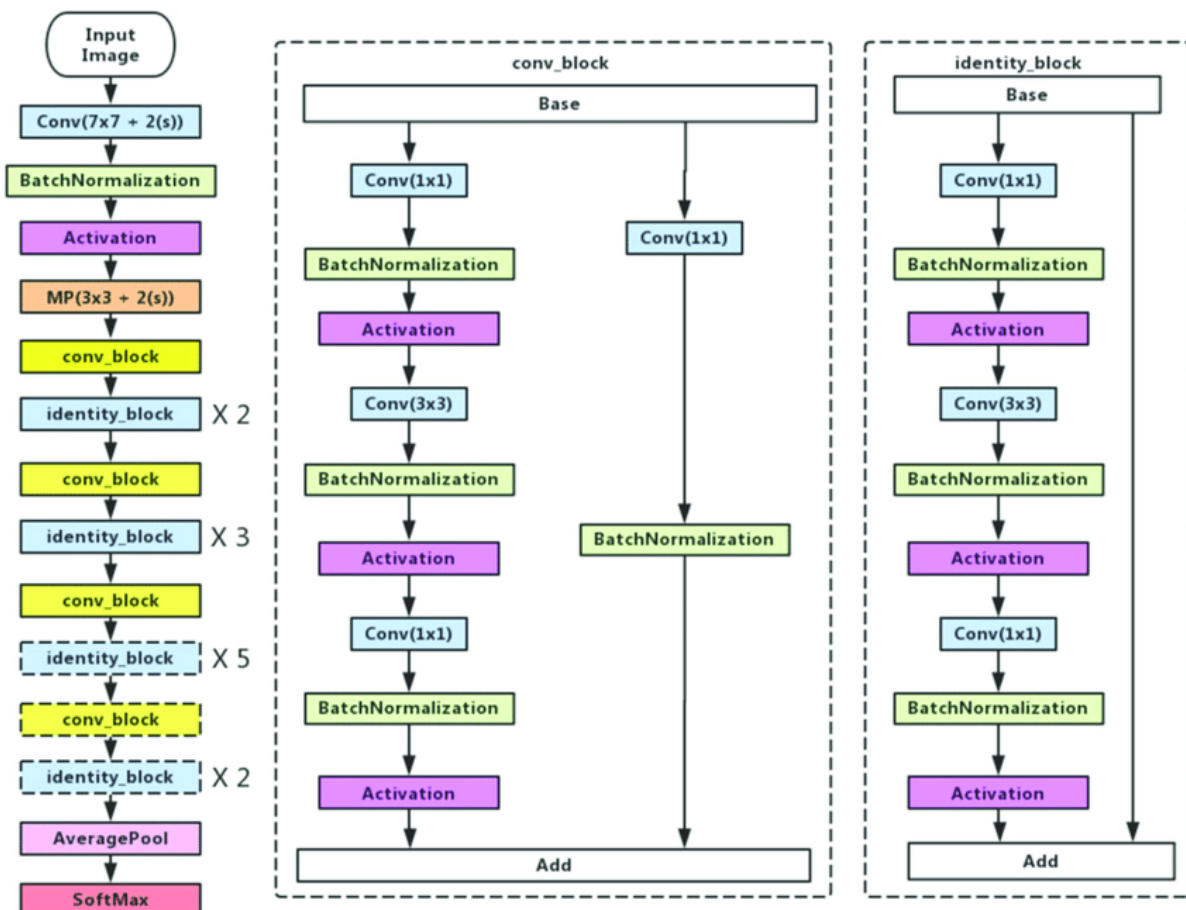 Input
Image
Conv(7x7 + 2(s))
BatchNormalization
Activation
MP(3x3 + 2(s))
conv_block
identity_block X 2
conv_block
identity_block X 3
conv_block
identity_block X 5
conv_block
identity_block X 2
AveragePool
SoftMax
conv_block
Base
Conv(1x1)
BatchNormalization
Activation
Conv(3x3)
BatchNormalization
Activation
Conv(1x1)
BatchNormalization
Activation
Conv(1x1)
BatchNormalization
Add
identity_block
Base
Conv(1x1)
BatchNormalization
Activation
Conv(3x3)
BatchNormalization
Activation
Conv(1x1)
BatchNormalization
Activation
Add